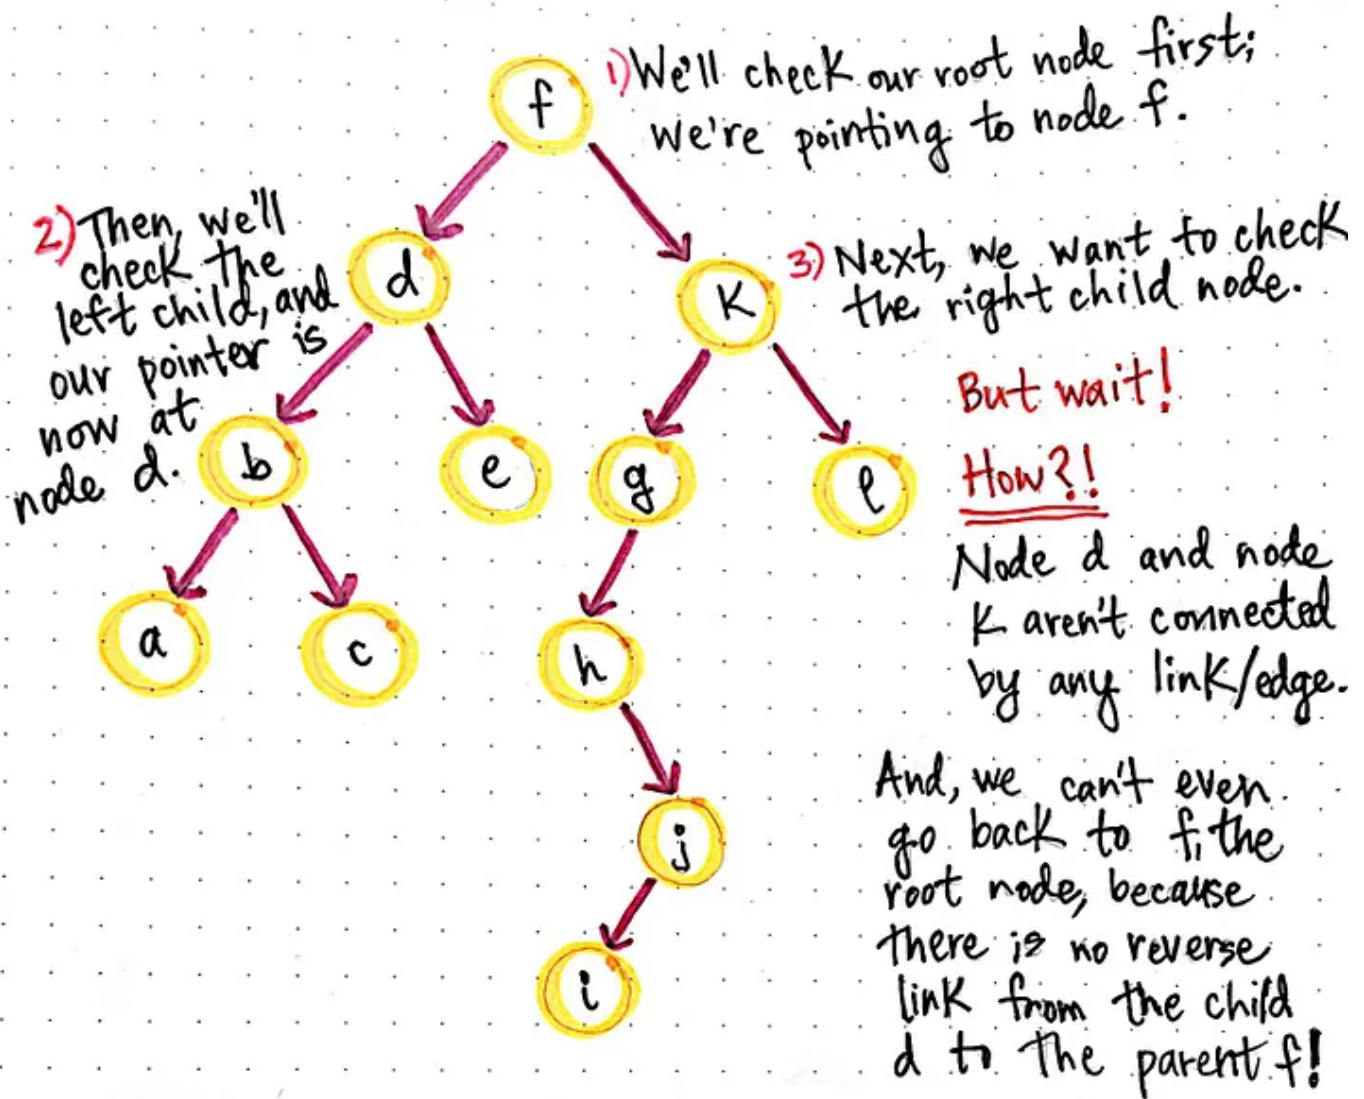 f
1) We'll check our root node first;
we're pointing to node f.
2) Then, we'll
check the
left child, and
our pointer is
now at
node d.
d
K
3) Next, we want to check
the right child node.
But wait!
How?!
Node d and node
K aren't connected
by any link/edge.
b
e
g
l
a
c
h
And, we can't even
go back to f, the
root node, because
there is no reverse
link from the child
d to the parent f!
j
i